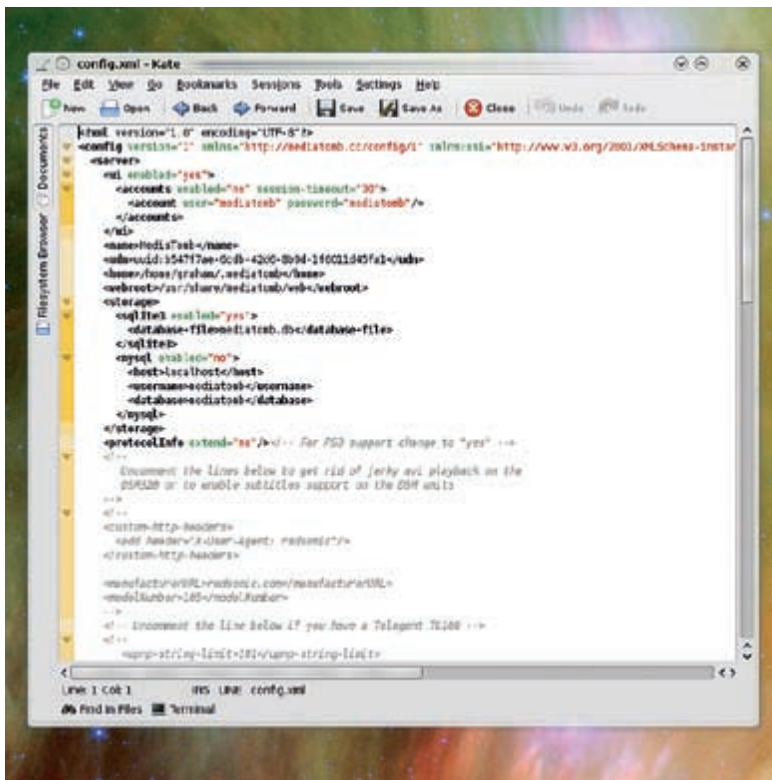 config.xml - Kate
File Edit View Go Bookmarks Sessions Tools Settings Help
New Open Back Forward Save Save As Close Undo Redo
Documents
Filesystem Browser
<?xml version="1.0" encoding="UTF-8"?>
<config version="1" xmlns="http://mediatomb.cc/config/1" xmlns:xsi="http://www.w3.org/2001/XMLSchema-instan
<server>
<ui enabled="yes">
<accounts enabled="no" session-timeout="30">
<account user="mediatomb" password="mediatomb"/>
</accounts>
</ui>
<name>MediaTomb</name>
</udn>
<home>/home/graham/.mediatomb</home>
<webroot>/usr/share/mediatomb/web</webroot>
<storage>
<sqlite3 enabled="yes">
<database-file>mediatomb.db</database-file>
</sqlite3>
<mysql enabled="no">
<host>localhost</host>
<username>mediatomb</username>
<database>mediatomb</database>
</mysql>
</storage>
<protocolInfo extend="no"/><!-- For PS3 support change to "yes" -->
<!--
Uncomment the lines below to get rid of jerky avi playback on the
DSM320 or to enable subtitles support on the DSM units
-->
<!--
<custom-http-headers>
<add header="X-User-Agent: redsonic"/>
</custom-http-headers>
<manufacturerURL>redsonic.com</manufacturerURL>
<modelNumber>105</modelNumber>
-->
<!-- Uncomment the line below if you have a Telegent TG100 -->
<!--
<upnp-string-limit>101</upnp-string-limit>
Line: 1 Col: 1 INS LINE config.xml
Find in Files Terminal